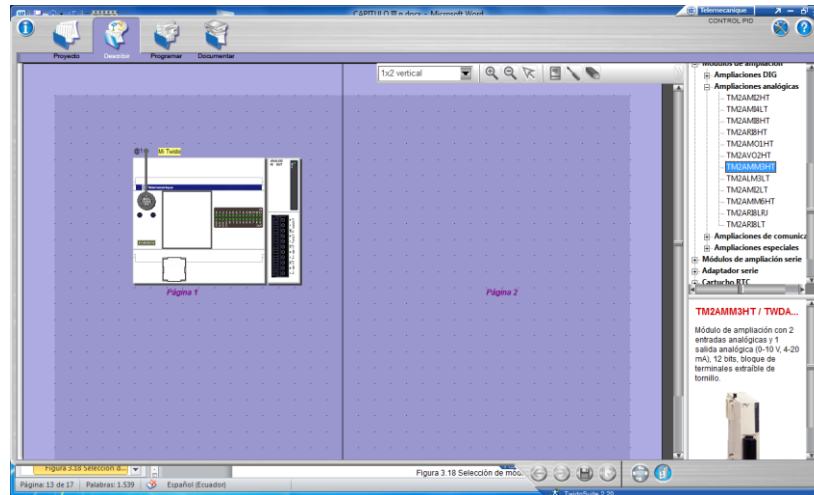 CAPITULO III n.docx - Microsoft Word
Telemecanique
CONTROL PID
Proyecto
Describir
Programar
Documentar
1x2 vertical
Mi Twido
Página 1
Página 2
Módulos de ampliación
Ampliaciones DIG
Ampliaciones analógicas
TM2AMI2HT
TM2AMI4LT
TM2AMI8HT
TM2ARI8HT
TM2AMO1HT
TM2AVO2HT
TM2AMM3HT
TM2ALM3LT
TM2AMI2LT
TM2AMM6HT
TM2ARI8LRJ
TM2ARI8LT
Ampliaciones de comunica
Ampliaciones especiales
Módulos de ampliación serie
Adaptador serie
Cartucho RTC
TM2AMM3HT / TWDA...
Módulo de ampliación con 2
entradas analógicas y 1
salida analógica (0-10 V, 4-20
mA), 12 bits, bloque de
terminales extraíble de
tornillo.
Figura 3.18 Selección d...
Figura 3.18 Selección de mód
Página: 13 de 17
Palabras: 1.539
Español (Ecuador)
TwidoSuite 2.20